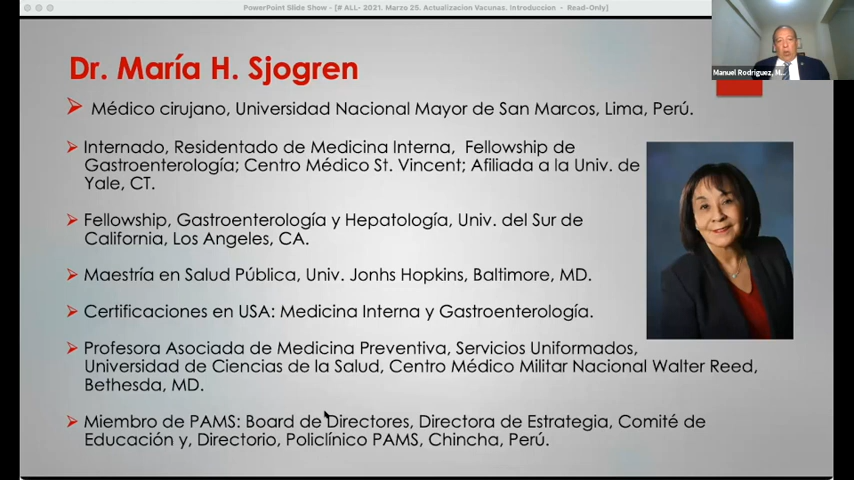 PowerPoint Slide Show - [# ALL- 2021. Marzo 25. Actualizacion Vacunas. Introduccion - Read-Only]
Manuel Rodriguez, M...
Dr. María H. Sjogren
Médico cirujano, Universidad Nacional Mayor de San Marcos, Lima, Perú.
Internado, Residentado de Medicina Interna, Fellowship de
Gastroenterología; Centro Médico St. Vincent; Afiliada a la Univ. de
Yale, CT.
Fellowship, Gastroenterología y Hepatología, Univ. del Sur de
California, Los Angeles, CA.
Maestría en Salud Pública, Univ. Jonhs Hopkins, Baltimore, MD.
Certificaciones en USA: Medicina Interna y Gastroenterología.
Profesora Asociada de Medicina Preventiva, Servicios Uniformados,
Universidad de Ciencias de la Salud, Centro Médico Militar Nacional Walter Reed,
Bethesda, MD.
Miembro de PAMS: Board de Directores, Directora de Estrategia, Comité de
Educación y, Directorio, Policlínico PAMS, Chincha, Perú.